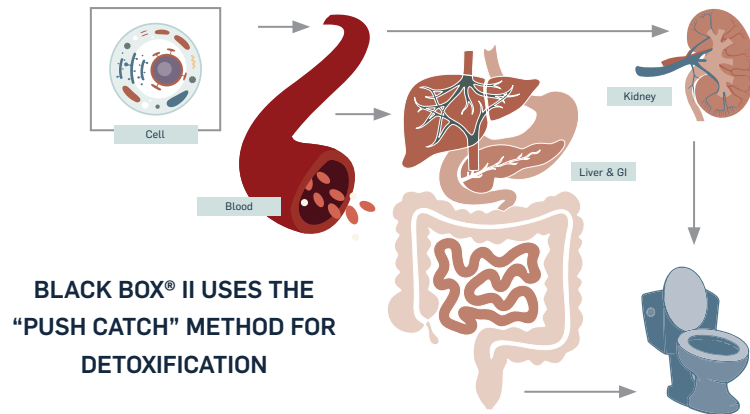 Cell
Blood
Kidney
Liver & GI
BLACK BOX® II USES THE
“PUSH CATCH” METHOD FOR
DETOXIFICATION